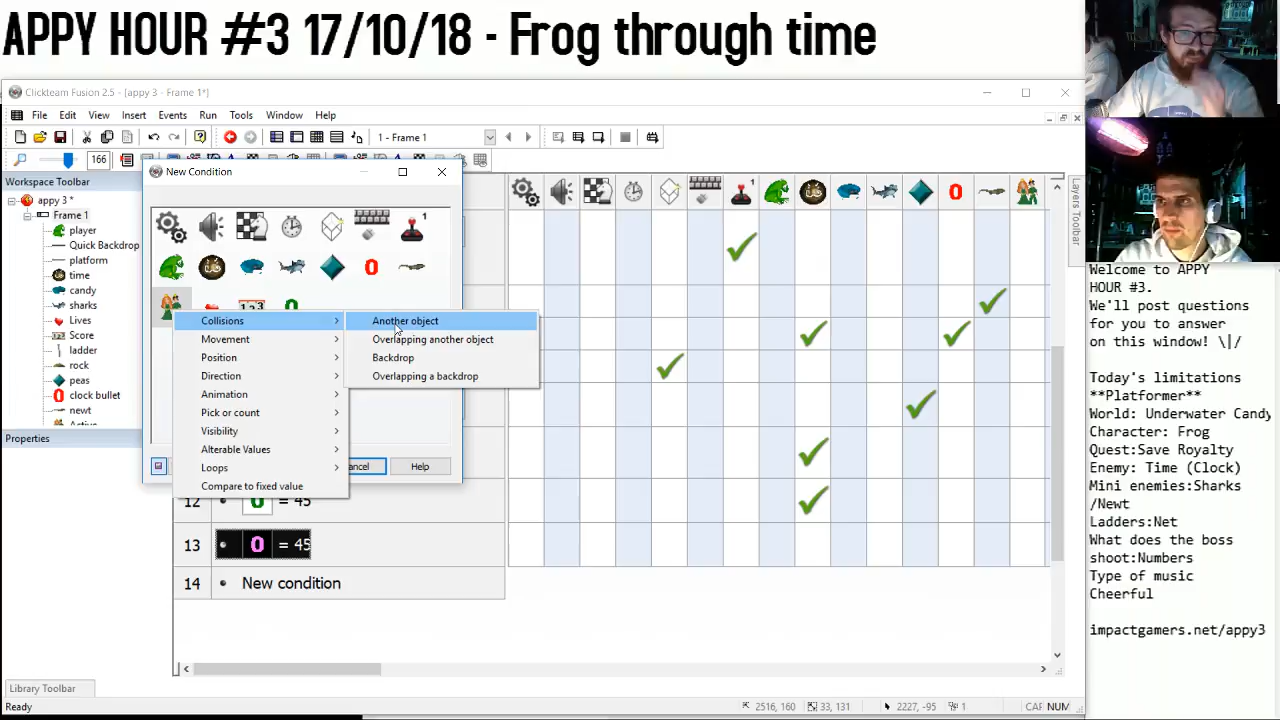 APPY HOUR #3 17/10/18 - Frog through time
Clickteam Fusion 2.5 - [appy 3 - Frame 1*]
File Edit View Insert Events Run Tools Window Help
1 - Frame 1
166
Workspace Toolbar
appy 3 *
Frame 1
player
Quick Backdrop
platform
time
candy
sharks
Lives
Score
ladder
rock
peas
clock bullet
newt
Active
Properties
New Condition
Collisions
Movement
Position
Direction
Animation
Pick or count
Visibility
Alterable Values
Loops
Compare to fixed value
Another object
Overlapping another object
Backdrop
Overlapping a backdrop
Help
12 = 45
13 0 = 45
14 New condition
Layers Toolbar
Library Toolbar
Ready
2516, 160
33, 131
2227, -95
1
NUM
Welcome to APPY
HOUR #3.
We'll post questions
for you to answer
on this window! \|/
Today's limitations
**Platformer**
World: Underwater Candy
Character: Frog
Quest:Save Royalty
Enemy: Time (Clock)
Mini enemies:Sharks
/Newt
Ladders:Net
What does the boss
shoot:Numbers
Type of music
Cheerful
impactgamers.net/appy3